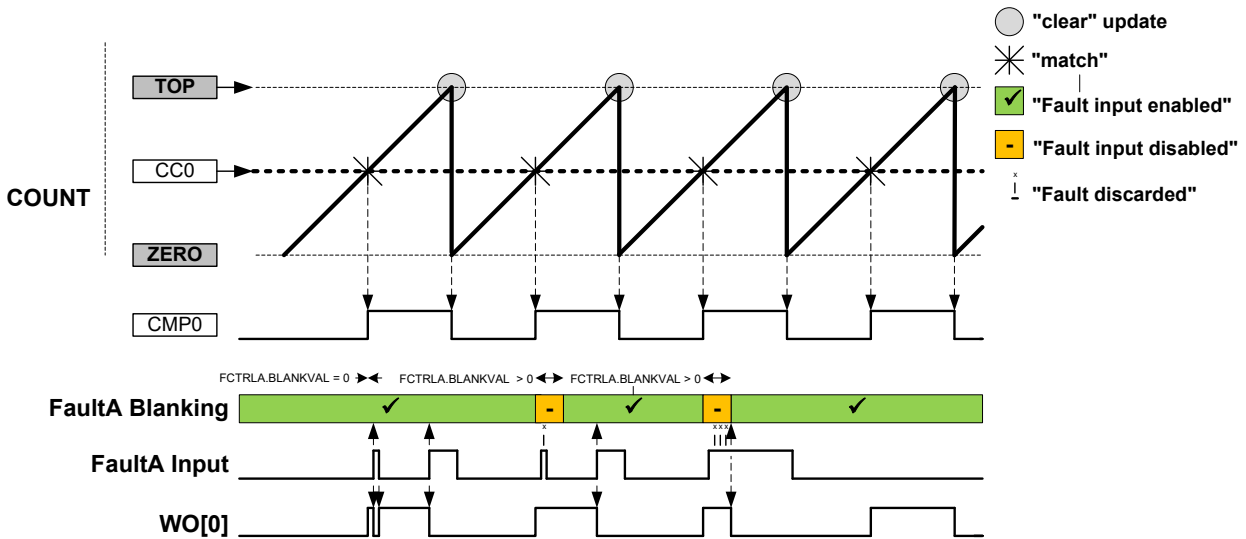 "clear" update
"match"
"Fault input enabled"
"Fault input disabled"
"Fault discarded"
TOP
CC0
COUNT
ZERO
CMP0
FCTRLA.BLANKVAL = 0
FCTRLA.BLANKVAL > 0
FCTRLA.BLANKVAL > 0
FaultA Blanking
✓ - ✓ - ✓
x xxx
FaultA Input
WO[0]